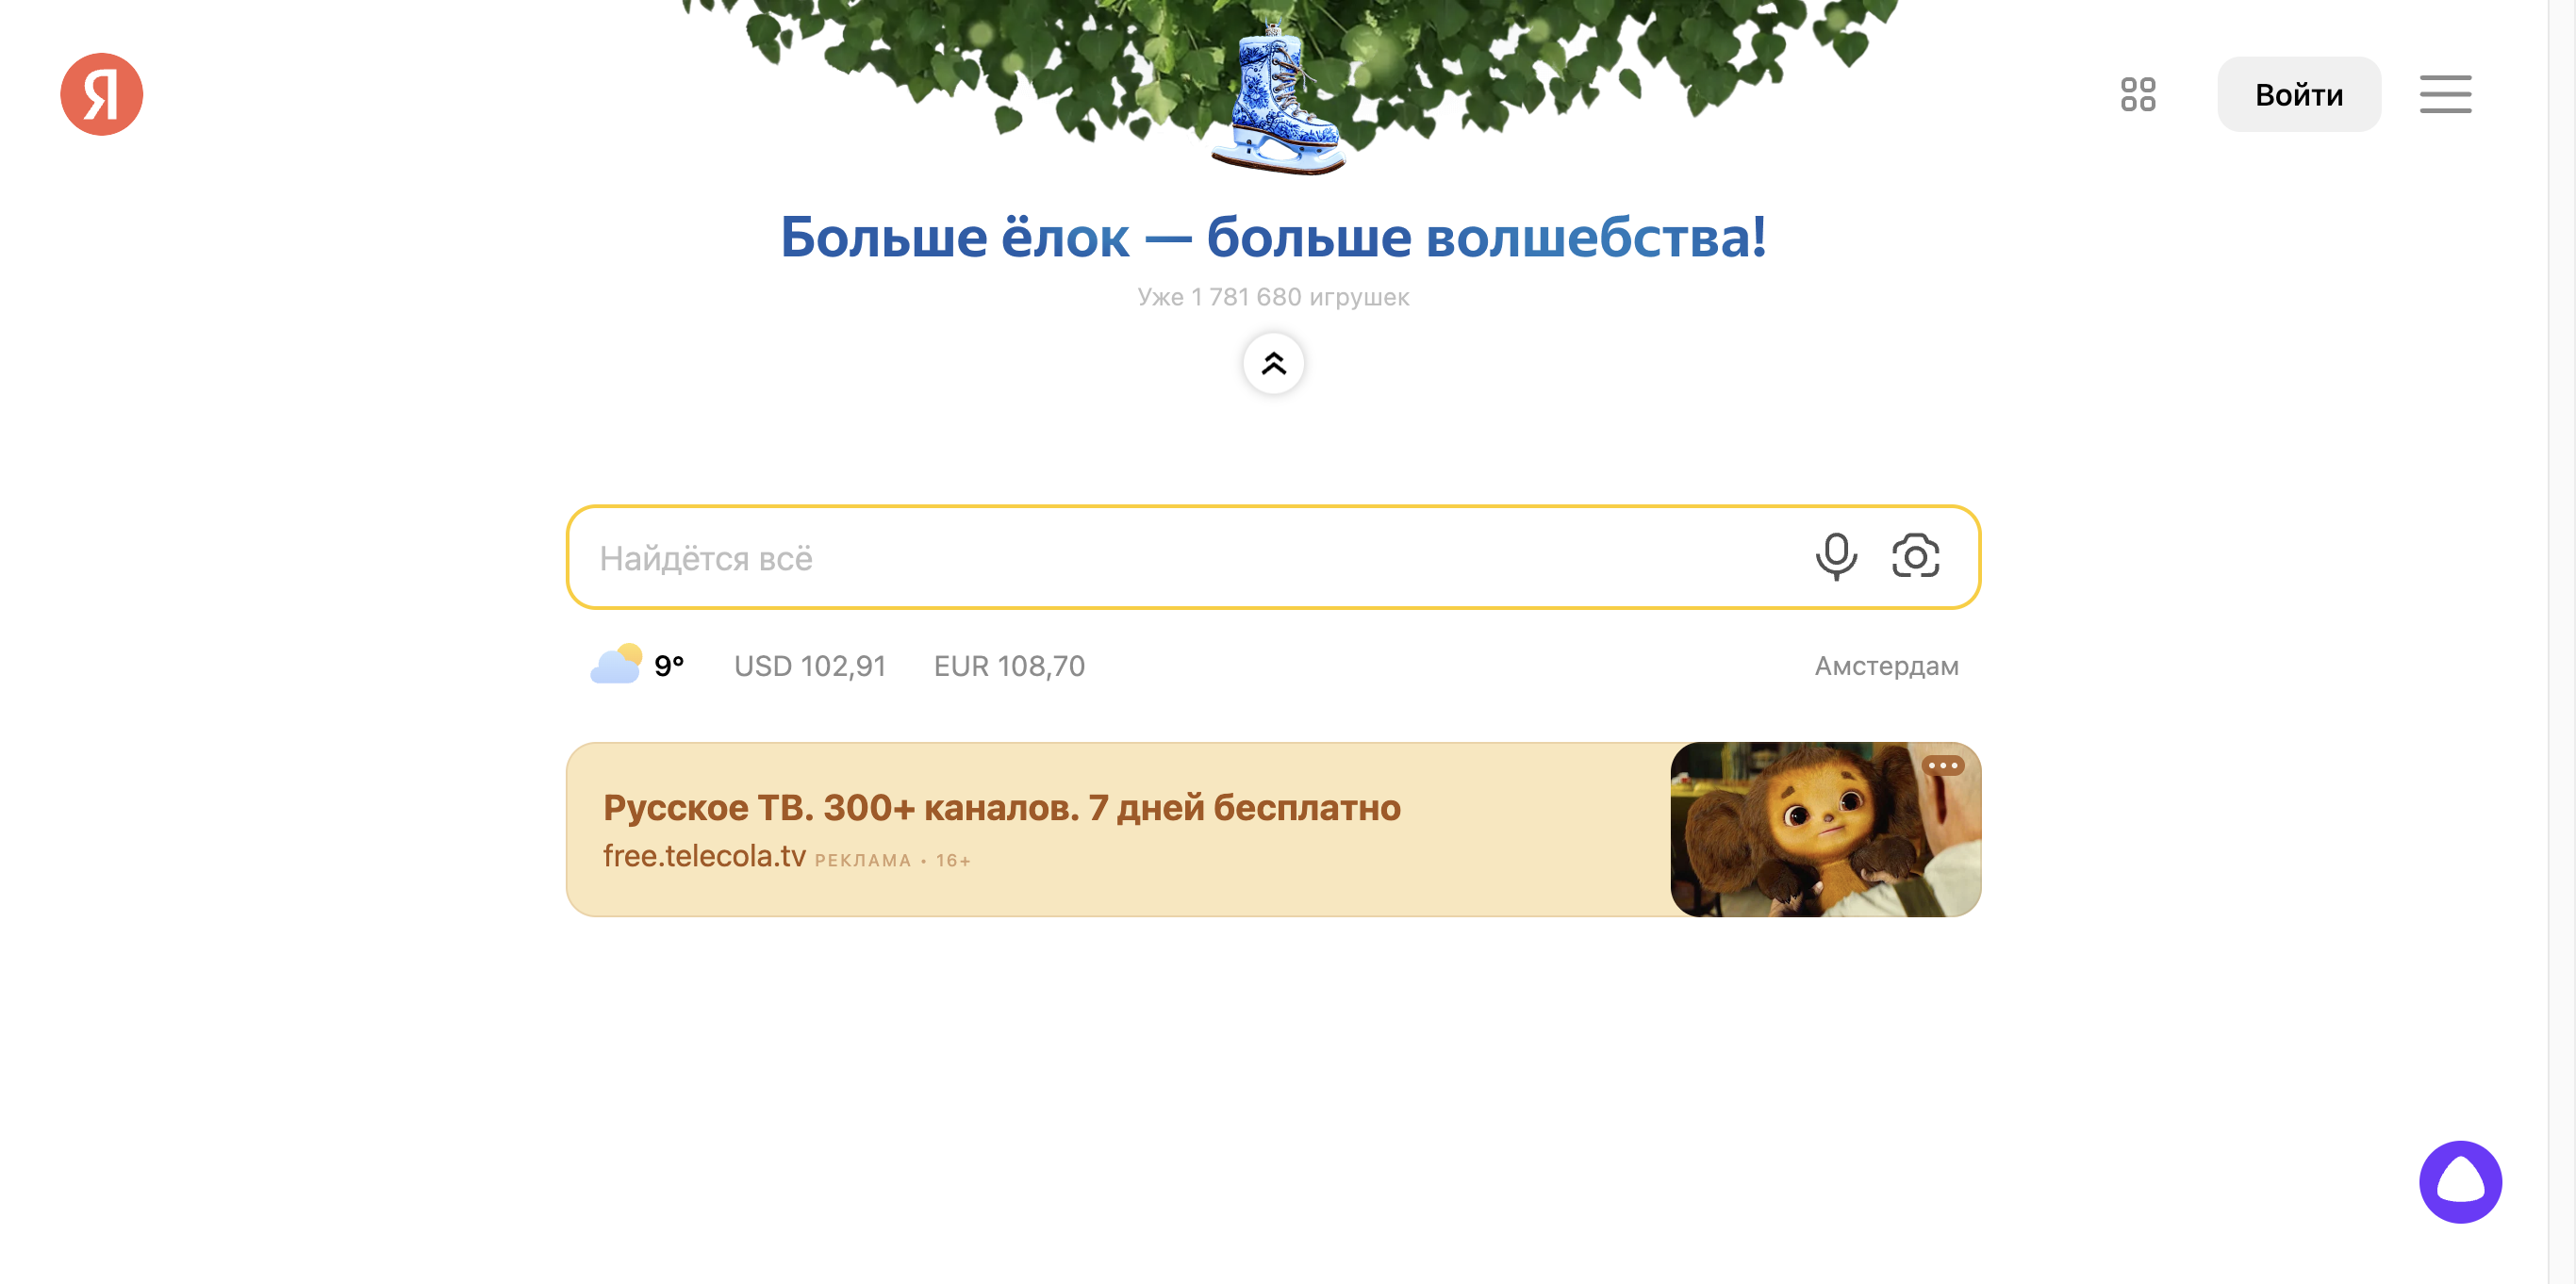 Я
Войти
Больше ёлок — больше волшебства!
Уже 1 781 680 игрушек
Найдётся всё
9° USD 102,91 EUR 108,70 Амстердам
Русское ТВ. 300+ каналов. 7 дней бесплатно
free.telecola.tv РЕКЛАМА • 16+